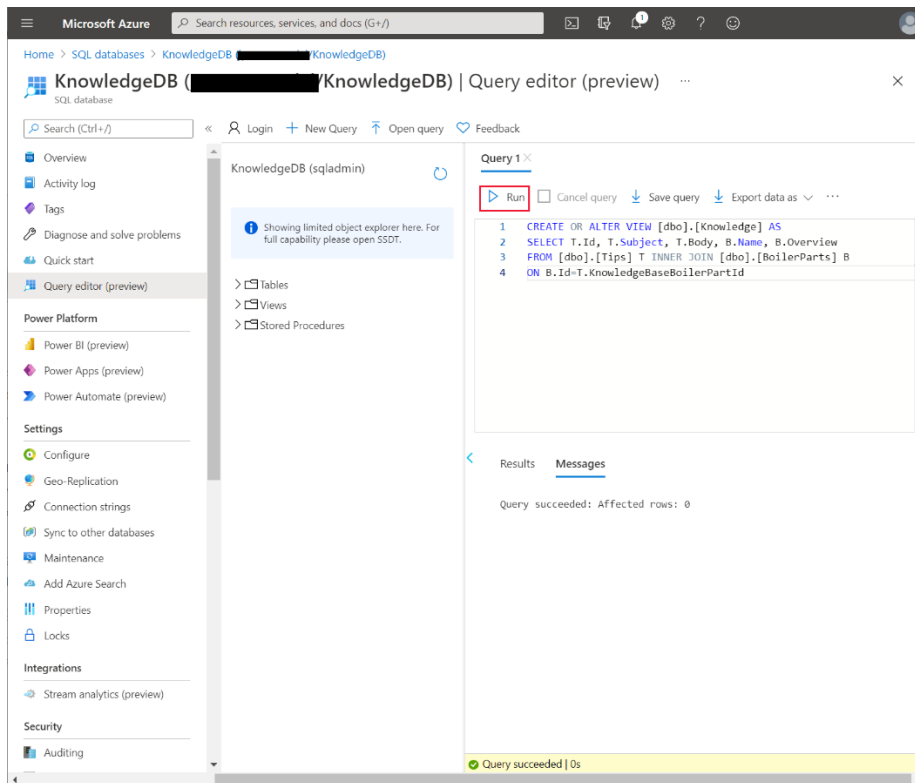 Microsoft Azure
Search resources, services, and docs (G+/)
1
Home > SQL databases > KnowledgeDB ( /KnowledgeDB)
KnowledgeDB ( /KnowledgeDB) | Query editor (preview) ...
SQL database
Search (Ctrl+/)
Overview
Activity log
Tags
Diagnose and solve problems
Quick start
Query editor (preview)
Power Platform
Power BI (preview)
Power Apps (preview)
Power Automate (preview)
Settings
Configure
Geo-Replication
Connection strings
Sync to other databases
Maintenance
Add Azure Search
Properties
Locks
Integrations
Stream analytics (preview)
Security
Auditing
Login New Query Open query Feedback
KnowledgeDB (sqladmin)
Showing limited object explorer here. For
full capability please open SSDT.
Tables
Views
Stored Procedures
Query 1
Run Cancel query Save query Export data as ...
1 CREATE OR ALTER VIEW [dbo].[Knowledge] AS
2 SELECT T.Id, T.Subject, T.Body, B.Name, B.Overview
3 FROM [dbo].[Tips] T INNER JOIN [dbo].[BoilerParts] B
4 ON B.Id=T.KnowledgeBaseBoilerPartId
Results Messages
Query succeeded: Affected rows: 0
Query succeeded | 0s